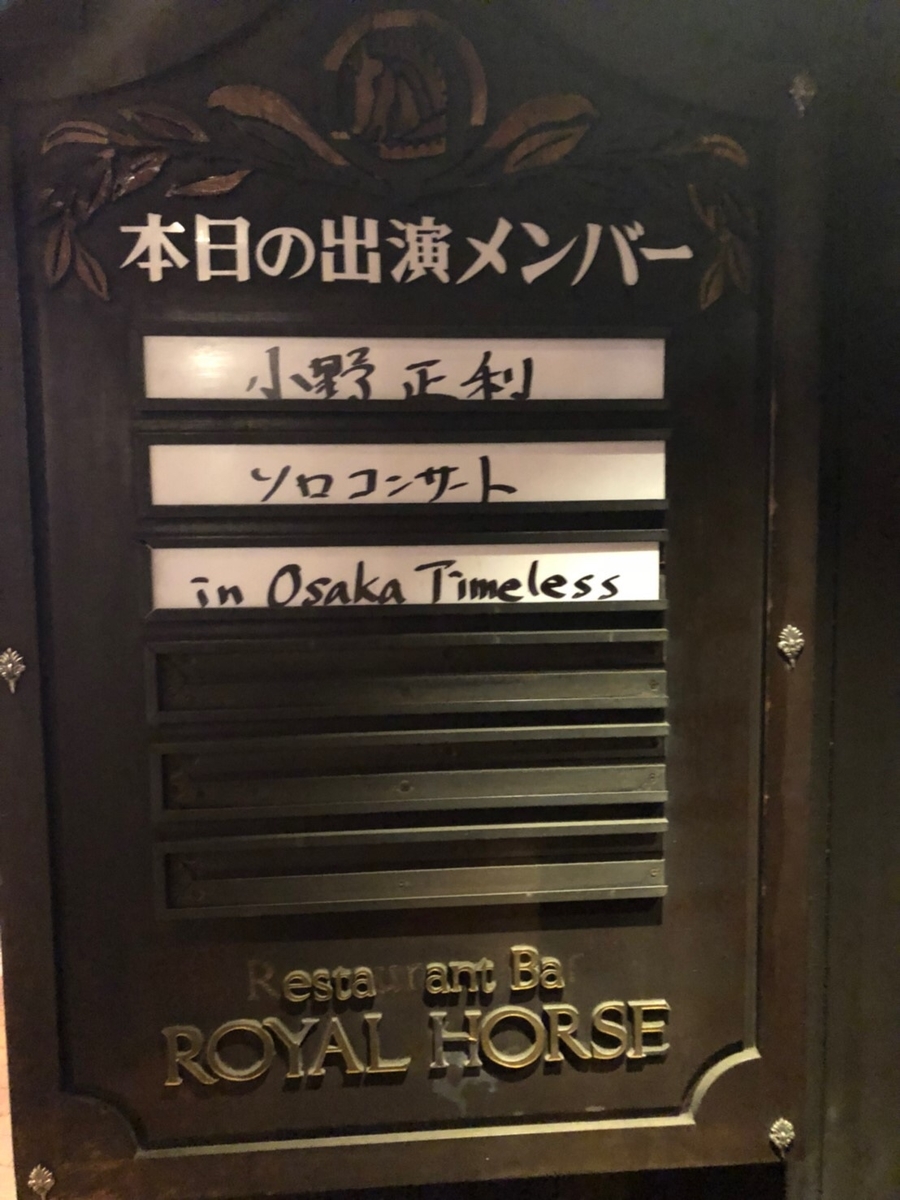 本日の出演メンバー
小野 正利
ソロコンサート
in Osaka Timeless
Restaurant Bar
ROYAL HORSE